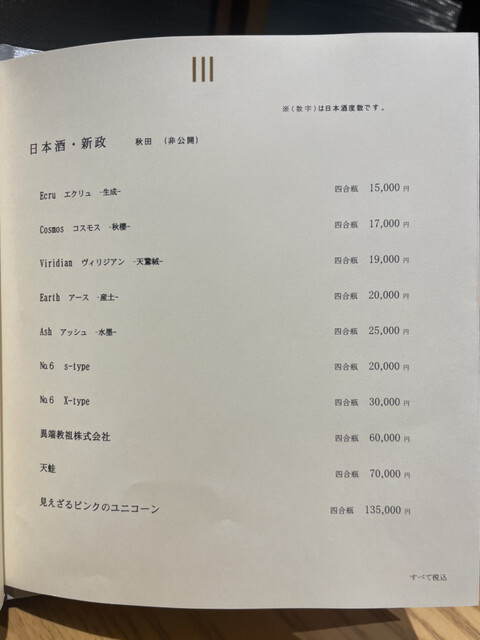 ※(数字)は日本酒度数です。
日本酒・新政 秋田 (非公開)
Ecru エクリュ -生成- 四合瓶 15,000 円
Cosmos コスモス -秋櫻- 四合瓶 17,000 円
Viridian ヴィリジアン -天鵞絨- 四合瓶 19,000 円
Earth アース -産土- 四合瓶 20,000 円
Ash アッシュ -水墨- 四合瓶 25,000 円
No.6 s-type 四合瓶 20,000 円
No.6 X-type 四合瓶 30,000 円
異端教祖株式会社 四合瓶 60,000 円
天蛙 四合瓶 70,000 円
見えざるピンクのユニコーン 四合瓶 135,000 円
すべて税込